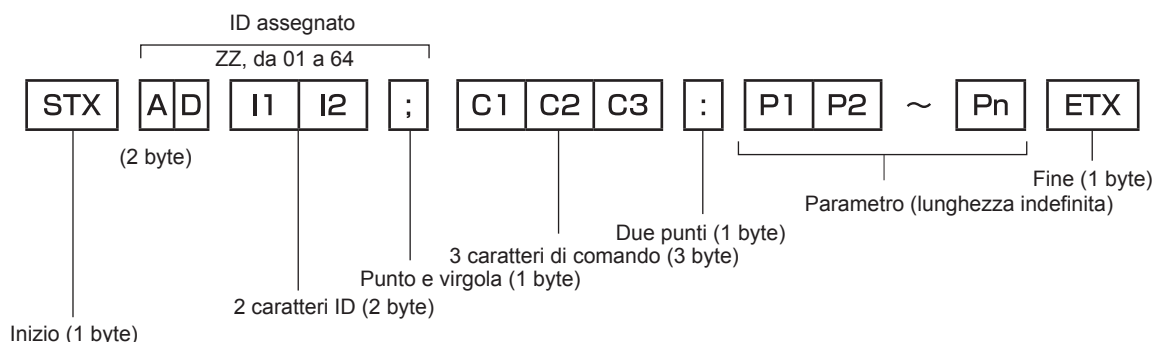 ID assegnato
ZZ, da 01 a 64
STX A D I1 I2 ; C1 C2 C3 : P1 P2 ~ Pn ETX
(2 byte)
Fine (1 byte)
Parametro (lunghezza indefinita)
Due punti (1 byte)
3 caratteri di comando (3 byte)
Punto e virgola (1 byte)
2 caratteri ID (2 byte)
Inizio (1 byte)